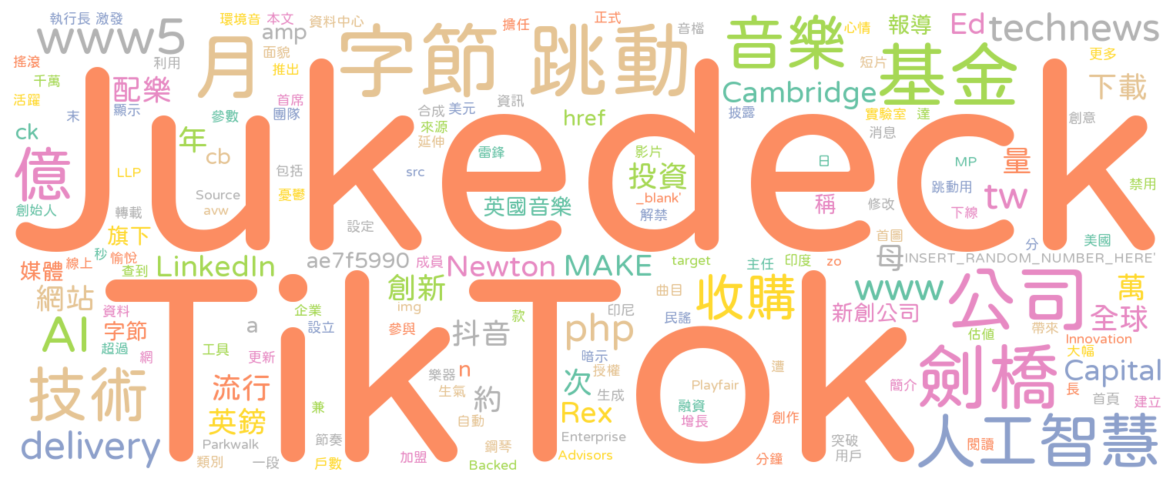 執行長 激發 環境音 本文 資料中心 擔任 正式 音檔 心情 報導 Ed technews
www5 amp 月 字節 跳動 音樂 短片 基金 更多
搖滾 利用 面貌 推出 下載
千萬 配樂 首席 合成 美元 資訊 Cambridge
活躍 末 顯示 參數 團隊 來源 href 披露 實驗室 達 創意
ck 年 cb 延伸 消息
億 LLP 包括 雷鋒 影片 日 MP 量
Jukedeck
Source 憂鬱 src 投資 跳動用 tw 禁用
創始人 轉載 avw 英國音樂 _blank' 稱 修改 下線
旗下 設定 解禁 首圖 分 美國
媒體 線上 秒 愉悅 ae7f5990 成員 target 主任 印度 zo 母 INSERT_RANDOM_NUMBER_HERE'
查到 LinkedIn Newton MAKE
網站 創新 曲目 收購 www 公司 萬
資料 企業 img 款 印尼 新創公司 全球
AI 字節 a 設立 參與 抖音 php 民謠 估值 帶來
超過 網 工具 更新 暗示 Innovation
TikTok
技術 流行 樂器 n 次 授權 遭 劍橋 大幅 Capital
兼 生氣 約 生成 Playfair 簡介 長 首頁 建立
英鎊 自動 Rex 融資 創作
delivery Parkwalk 節奏 鋼琴 Enterprise 增長 突破 人工智慧
類別 一段 戶數 加盟 Backed Advisors 分鐘 用戶 閱讀